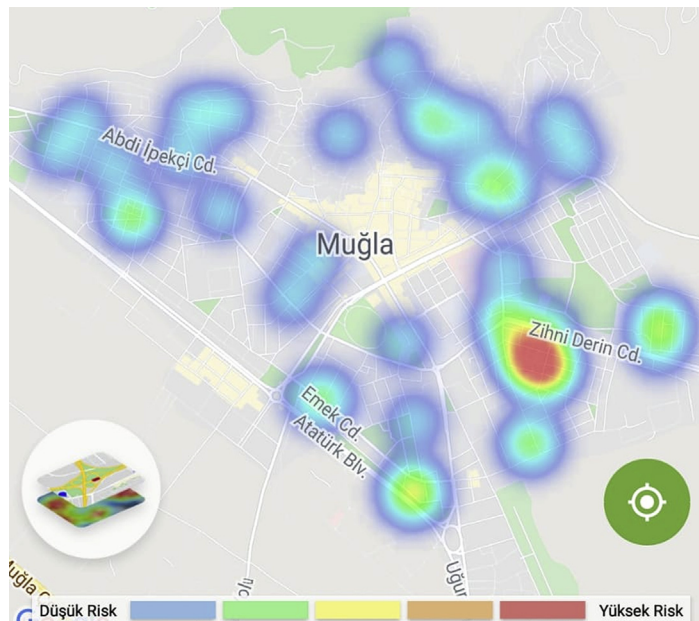 Abdi İpekçi Cd.
Muğla
Zihni Derin Cd.
Emek Cd.
Atatürk Blv.
Düşük Risk
Yüksek Risk